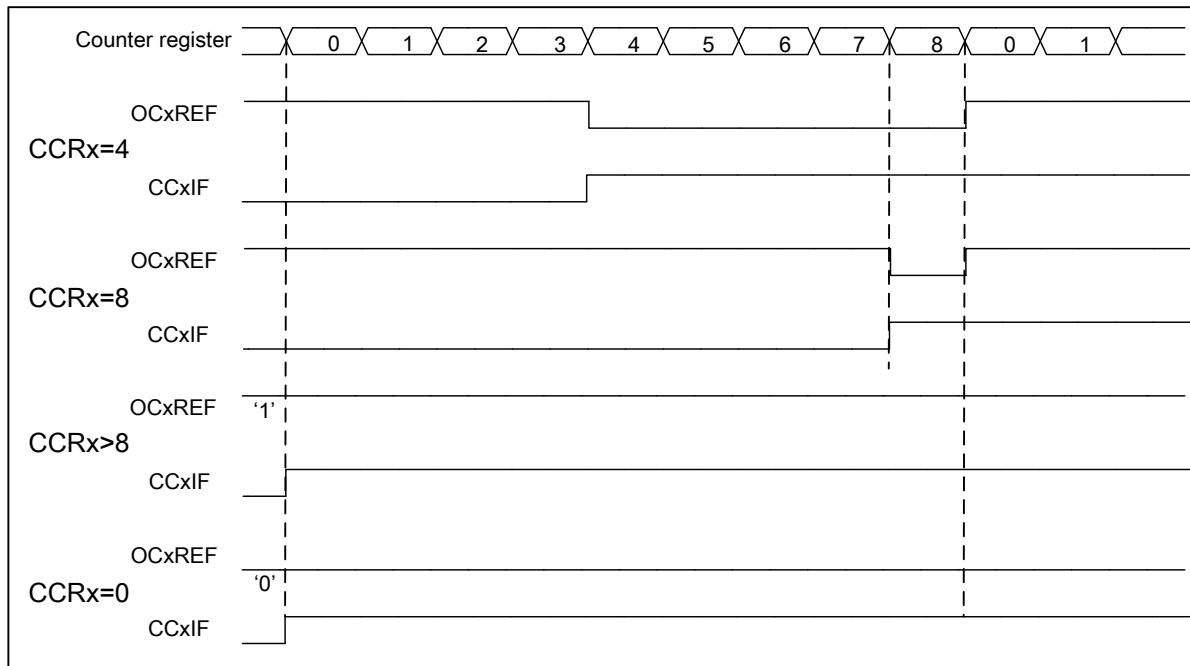 Counter register 0 1 2 3 4 5 6 7 8 0 1
OCxREF
CCRx=4
CCxIF
OCxREF
CCRx=8
CCxIF
OCxREF ‘1’
CCRx>8
CCxIF
OCxREF
‘0’
CCRx=0
CCxIF